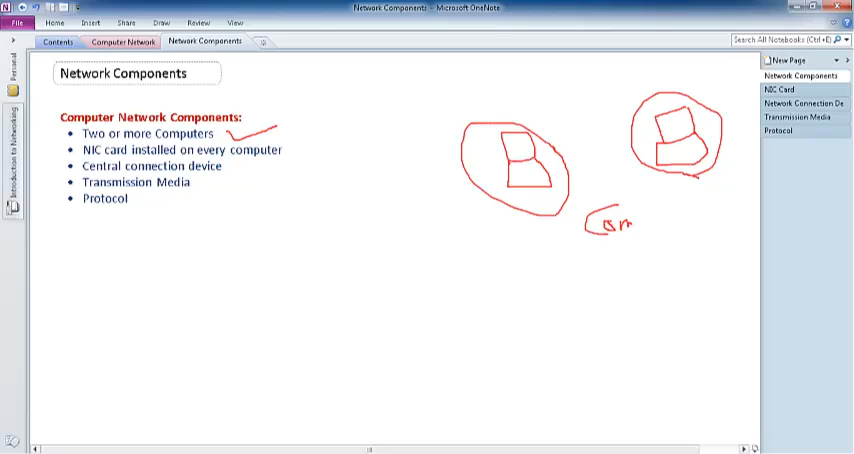 Network Components - Microsoft OneNote
File Home Insert Share Draw Review View
Contents Computer Network Network Components
Search All Notebooks (Ctrl+E)
Personal
Introduction to Networking
New Page
Network Components
NIC Card
Network Connection De
Transmission Media
Protocol
Network Components
Computer Network Components:
• Two or more Computers
• NIC card installed on every computer
• Central connection device
• Transmission Media
• Protocol
Com